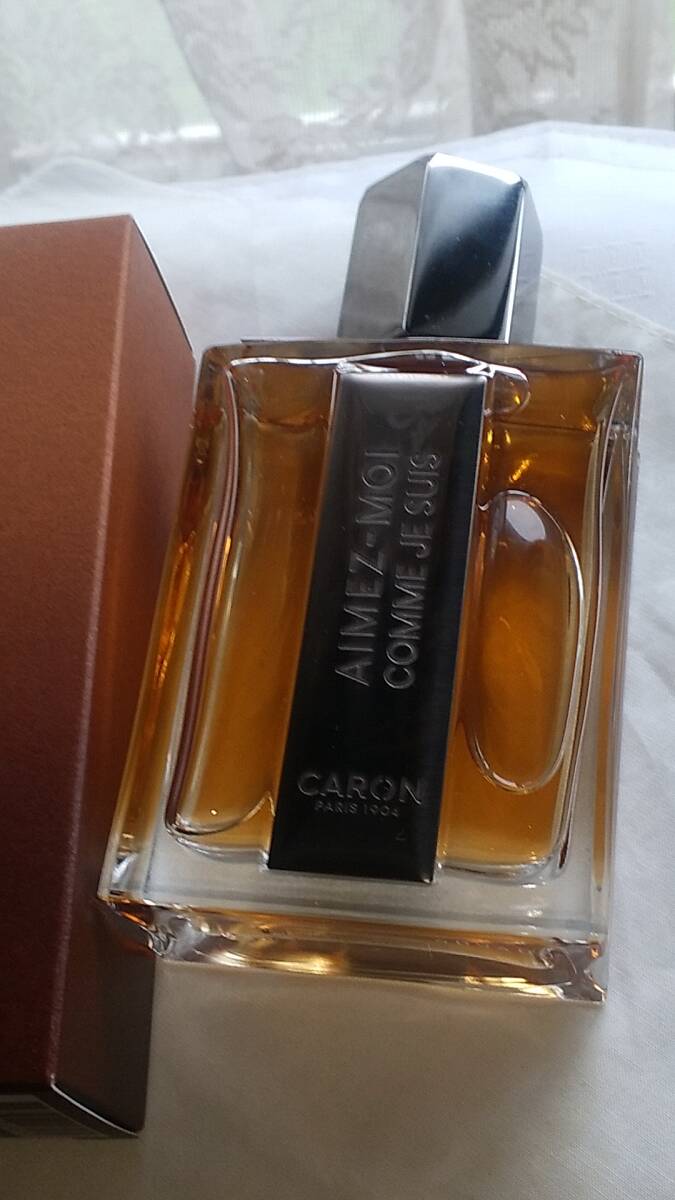 AIMEZ-MOI
COMME JE SUIS
CARON
PARIS 1904